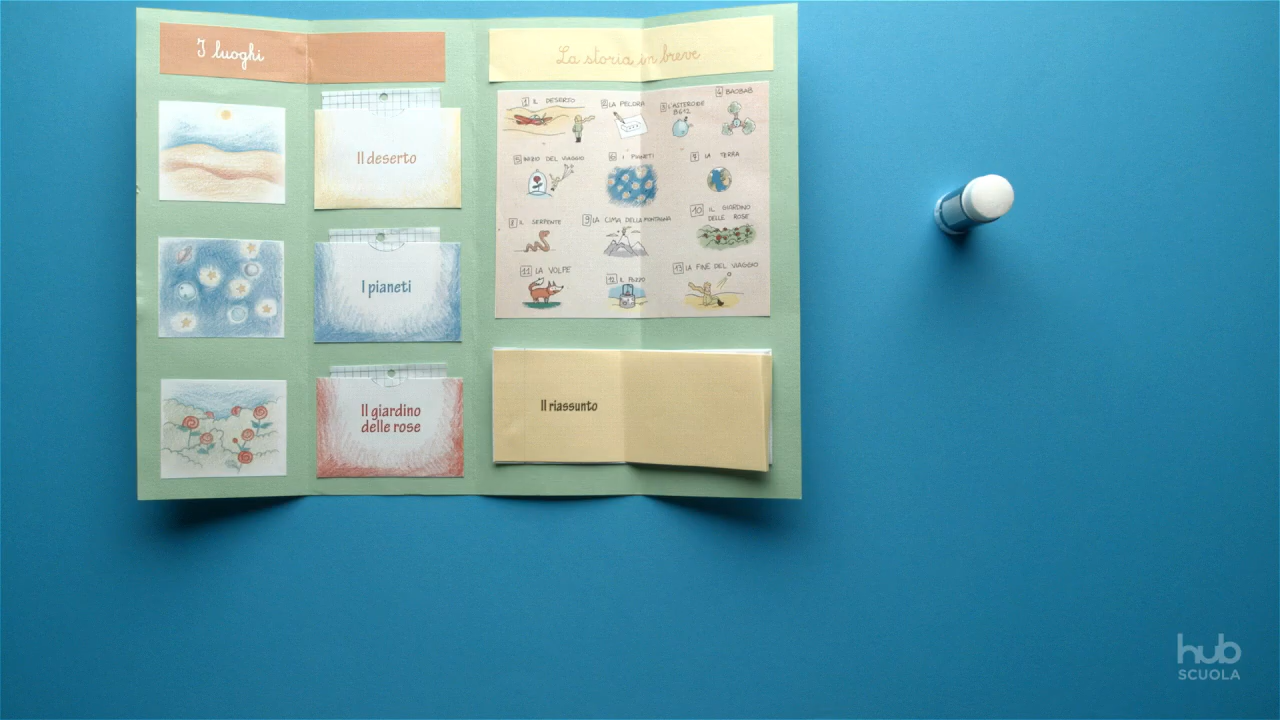 I luoghi
Il deserto
I pianeti
Il giardino
delle rose
La storia in breve
1 IL DESERTO
2 LA PECORA
3 L'ASTEROIDE
B612
4 BAOBAB
5 INIZIO DEL VIAGGIO
6 I PIANETI
7 LA TERRA
8 IL SERPENTE
9 LA CIMA DELLA MONTAGNA
10 IL GIARDINO
DELLE ROSE
11 LA VOLPE
12 IL POZZO
13 LA FINE DEL VIAGGIO
Il riassunto
hub
SCUOLA